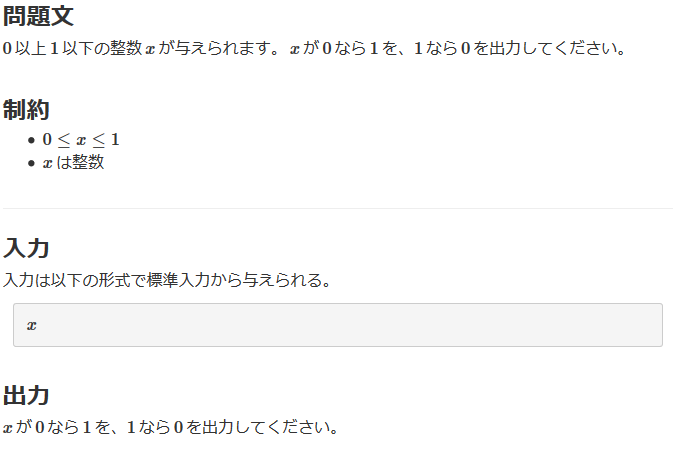 問題文
0 以上 1 以下の整数 x が与えられます。 x が 0 なら 1 を、1 なら 0 を出力してください。
制約
• 0 ≤ x ≤ 1
• x は整数
入力
入力は以下の形式で標準入力から与えられる。
x
出力
x が 0 なら 1 を、1 なら 0 を出力してください。